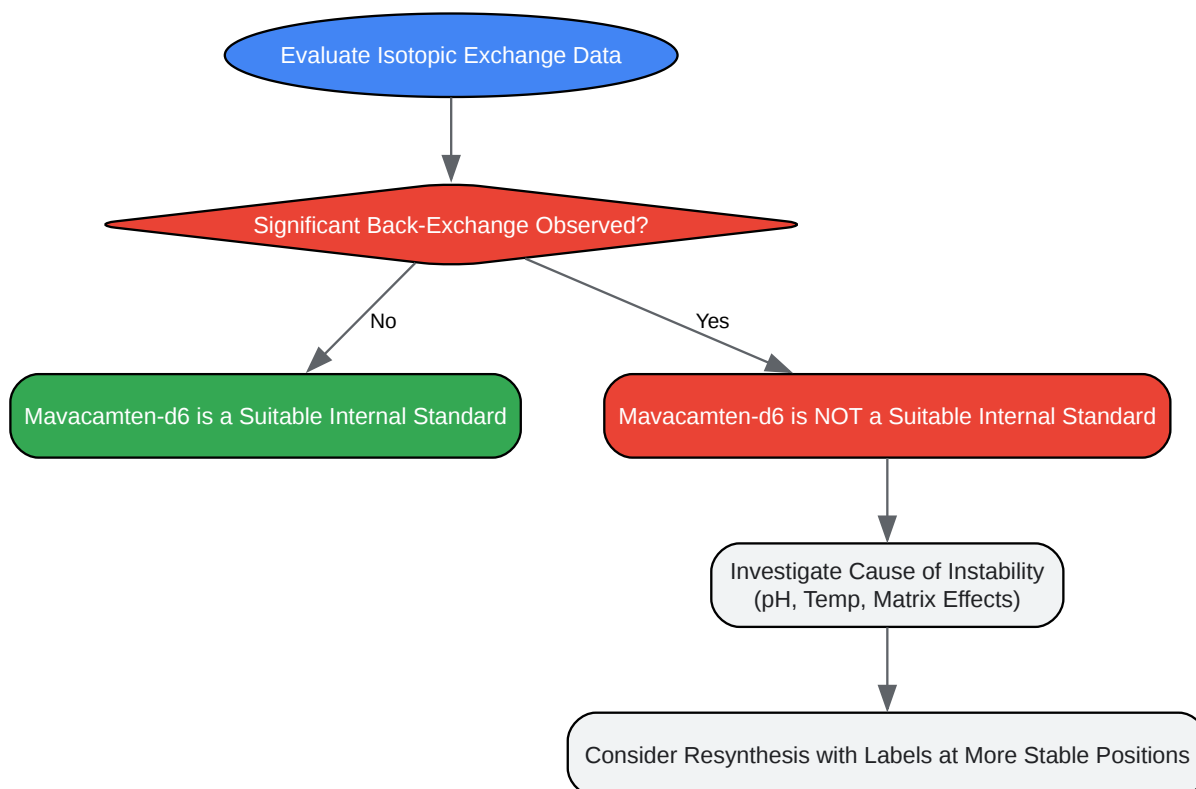 Evaluate Isotopic Exchange Data
Significant Back-Exchange Observed?
No
Yes
Mavacamten-d6 is a Suitable Internal Standard
Mavacamten-d6 is NOT a Suitable Internal Standard
Investigate Cause of Instability
(pH, Temp, Matrix Effects)
Consider Resynthesis with Labels at More Stable Positions